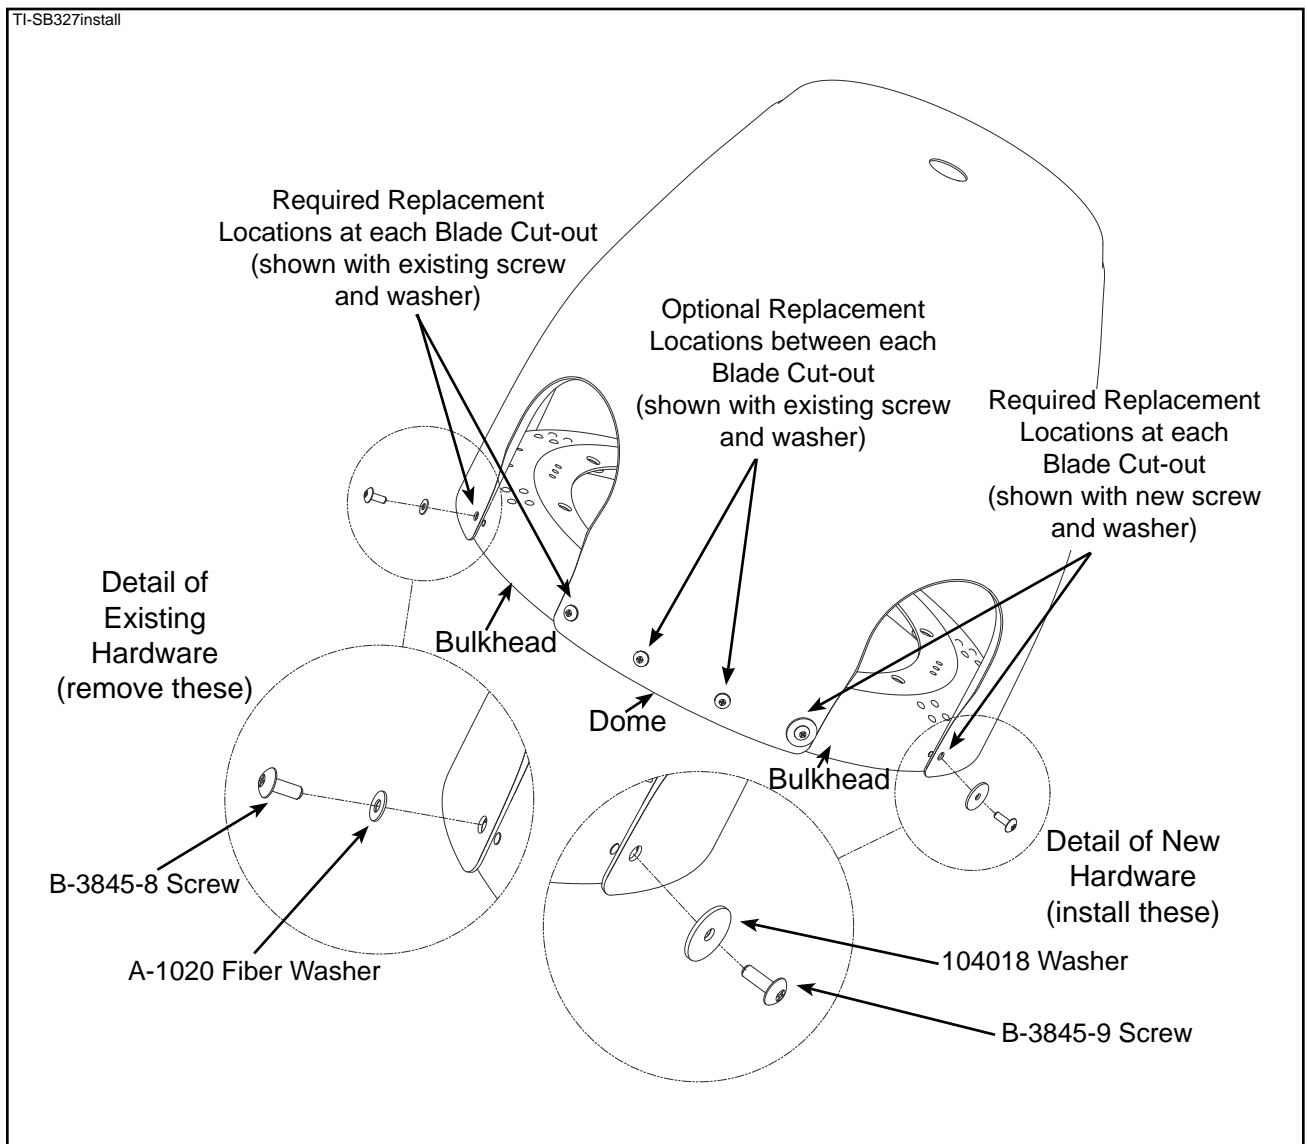 TI-SB327install
Required Replacement
Locations at each Blade Cut-out
(shown with existing screw
and washer)
Optional Replacement
Locations between each
Blade Cut-out
(shown with existing screw
and washer)
Required Replacement
Locations at each
Blade Cut-out
(shown with new screw
and washer)
Detail of
Existing
Hardware
(remove these)
Bulkhead
Dome
Bulkhead
B-3845-8 Screw
A-1020 Fiber Washer
Detail of New
Hardware
(install these)
104018 Washer
B-3845-9 Screw